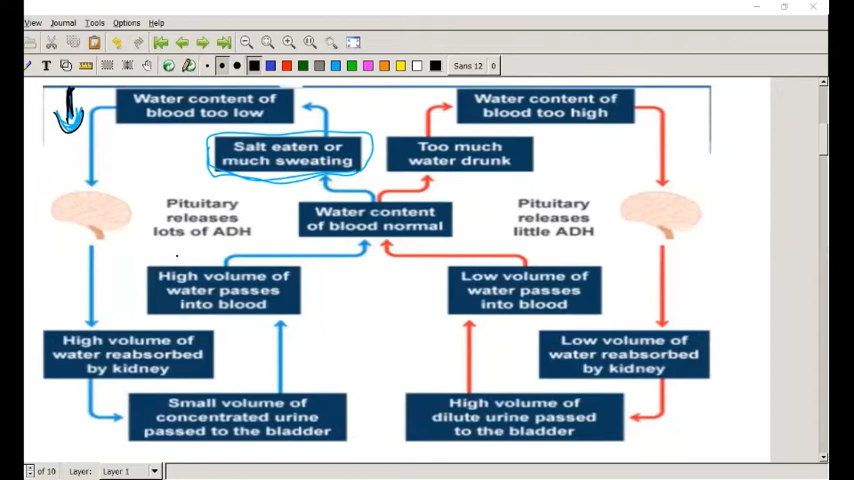 View Journal Tools Options Help
Sans 12
Water content of
blood too low
Water content of
blood too high
Salt eaten or
much sweating
Too much
water drunk
Pituitary
releases
lots of ADH
Water content
of blood normal
Pituitary
releases
little ADH
High volume of
water passes
into blood
Low volume of
water passes
into blood
High volume of
water reabsorbed
by kidney
Low volume of
water reabsorbed
by kidney
Small volume of
concentrated urine
passed to the bladder
High volume of
dilute urine passed
to the bladder
of 10 Layer: Layer 1